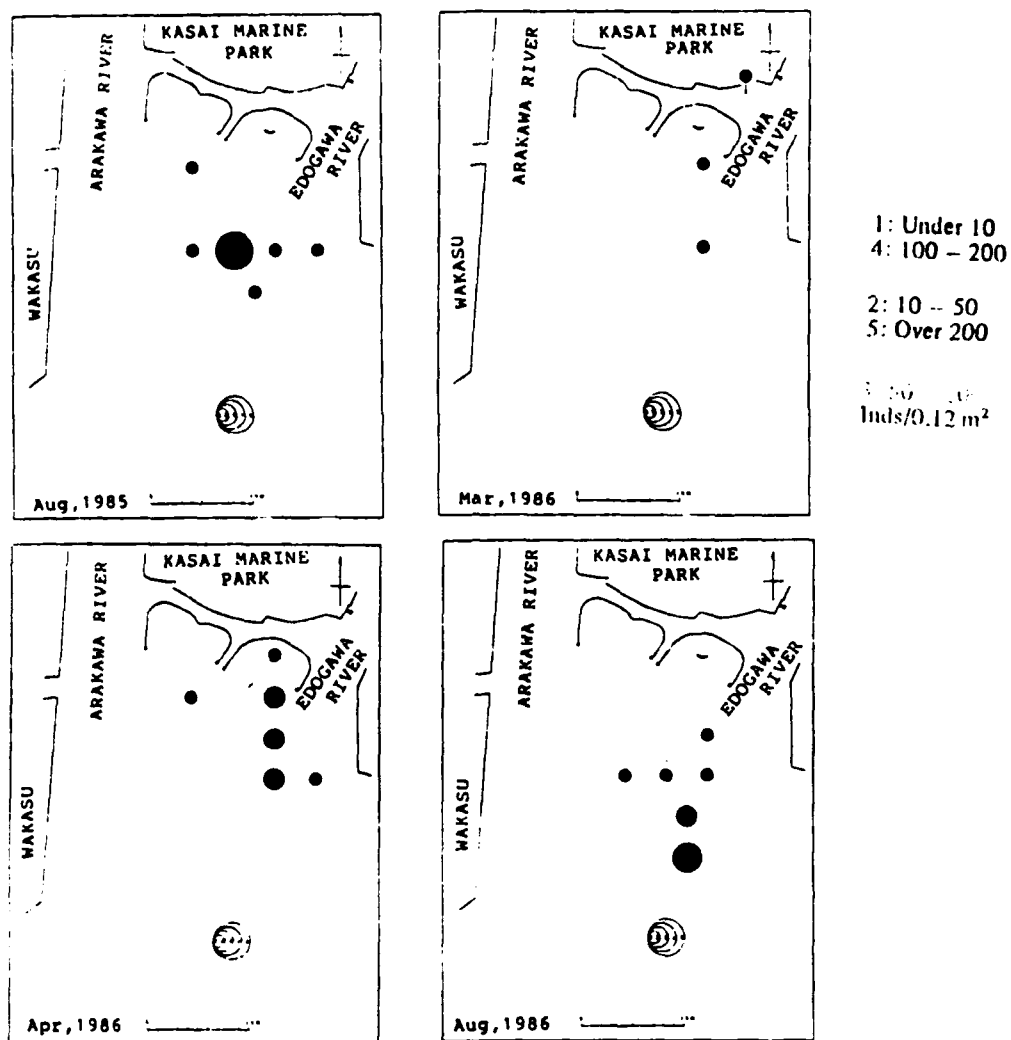 KASAI MARINE
PARK
ARAKAWA RIVER
EDOGAWA
RIVER
WAKASU
Aug,1985
KASAI MARINE
PARK
ARAKAWA RIVER
EDOGAWA
RIVER
WAKASU
Mar,1986
1: Under 10
4: 100 – 200
2: 10 -- 50
5: Over 200
Inds/0.12 m²
KASAI MARINE
PARK
ARAKAWA RIVER
EDOGAWA
RIVER
WAKASU
Apr,1986
KASAI MARINE
PARK
ARAKAWA RIVER
EDOGAWA
RIVER
WAKASU
Aug,1986